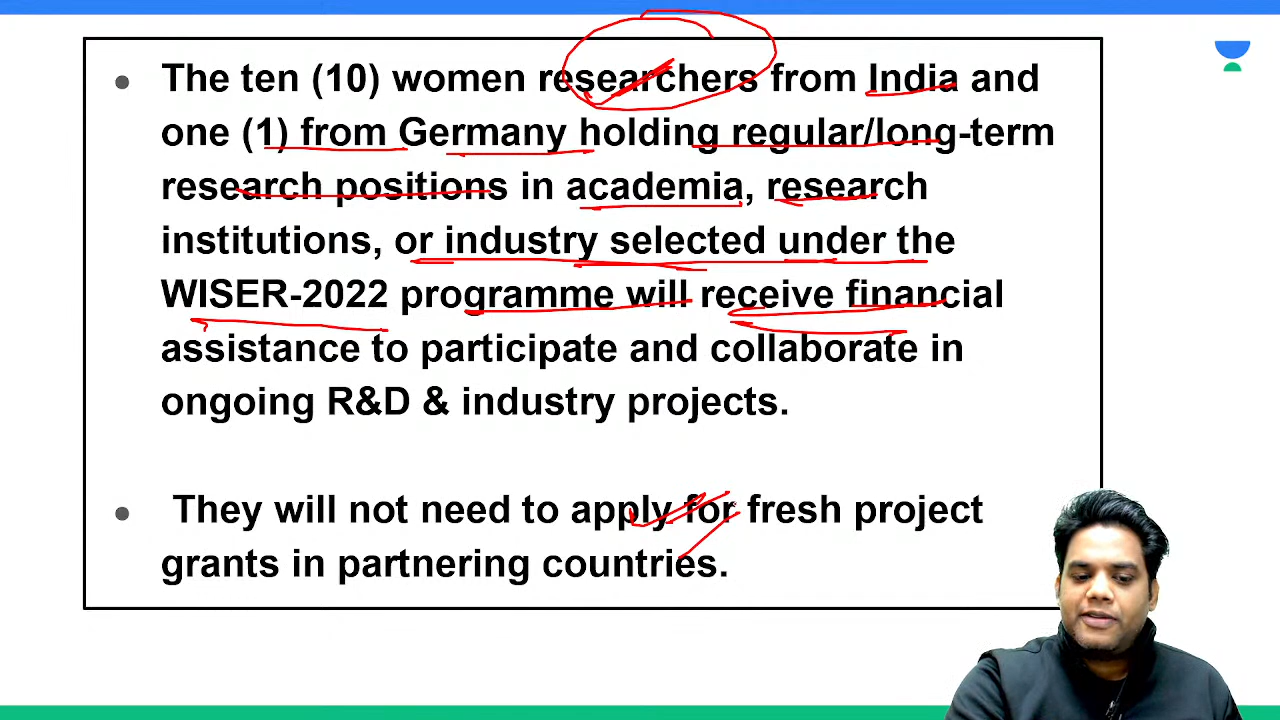 The ten (10) women researchers from India and
one (1) from Germany holding regular/long-term
research positions in academia, research
institutions, or industry selected under the
WISER-2022 programme will receive financial
assistance to participate and collaborate in
ongoing R&D & industry projects.
They will not need to apply for fresh project
grants in partnering countries.